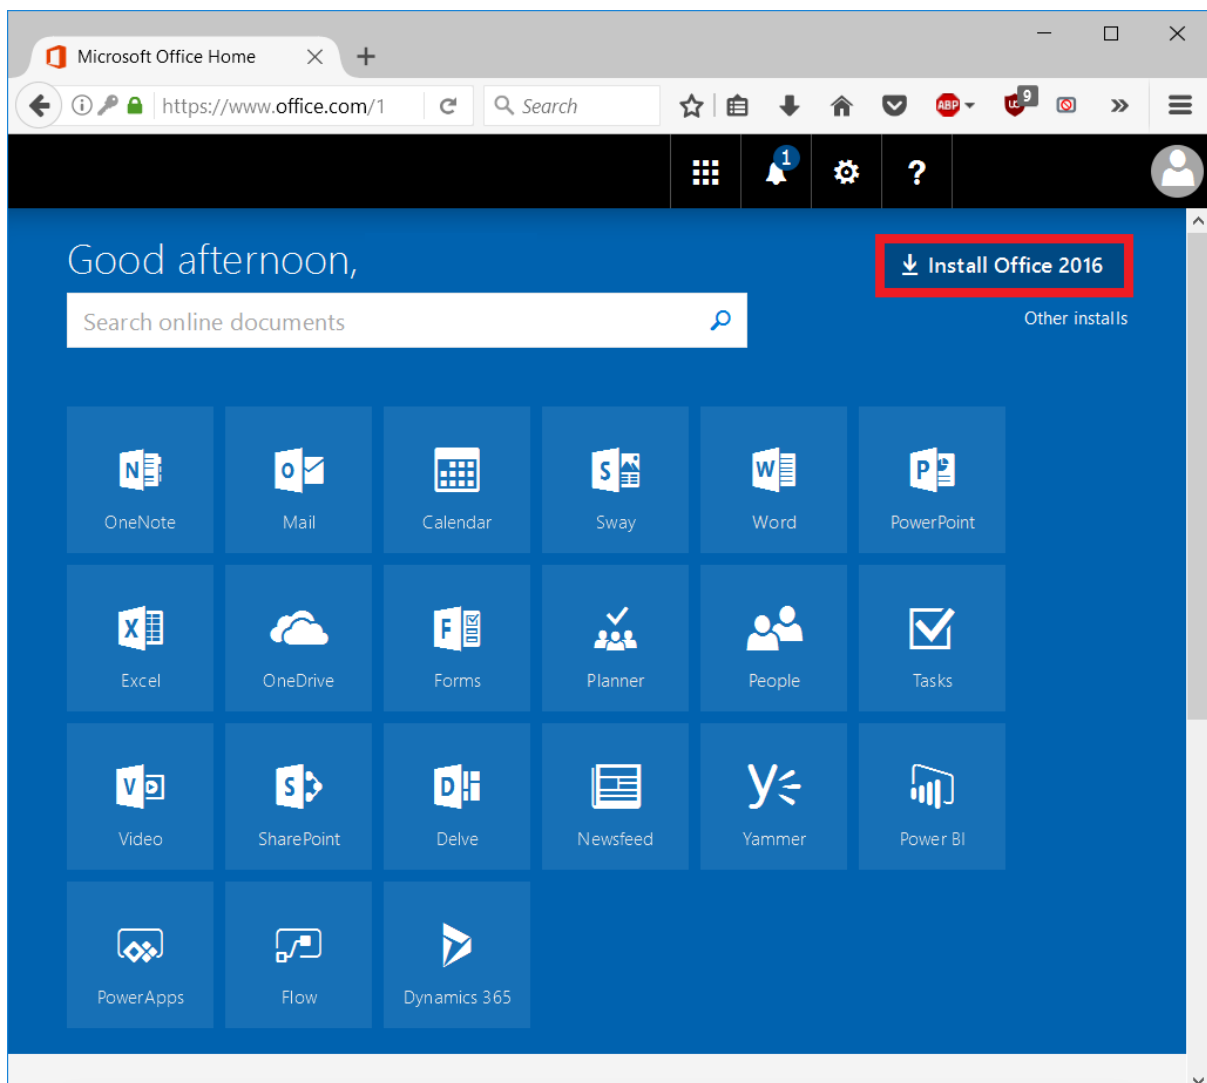 Microsoft Office Home
https://www.office.com/1
Search
ABP
9
1
?
Good afternoon,
Install Office 2016
Search online documents
Other installs
OneNote Mail Calendar Sway Word PowerPoint
Excel OneDrive Forms Planner People Tasks
Video SharePoint Delve Newsfeed Yammer Power BI
PowerApps Flow Dynamics 365